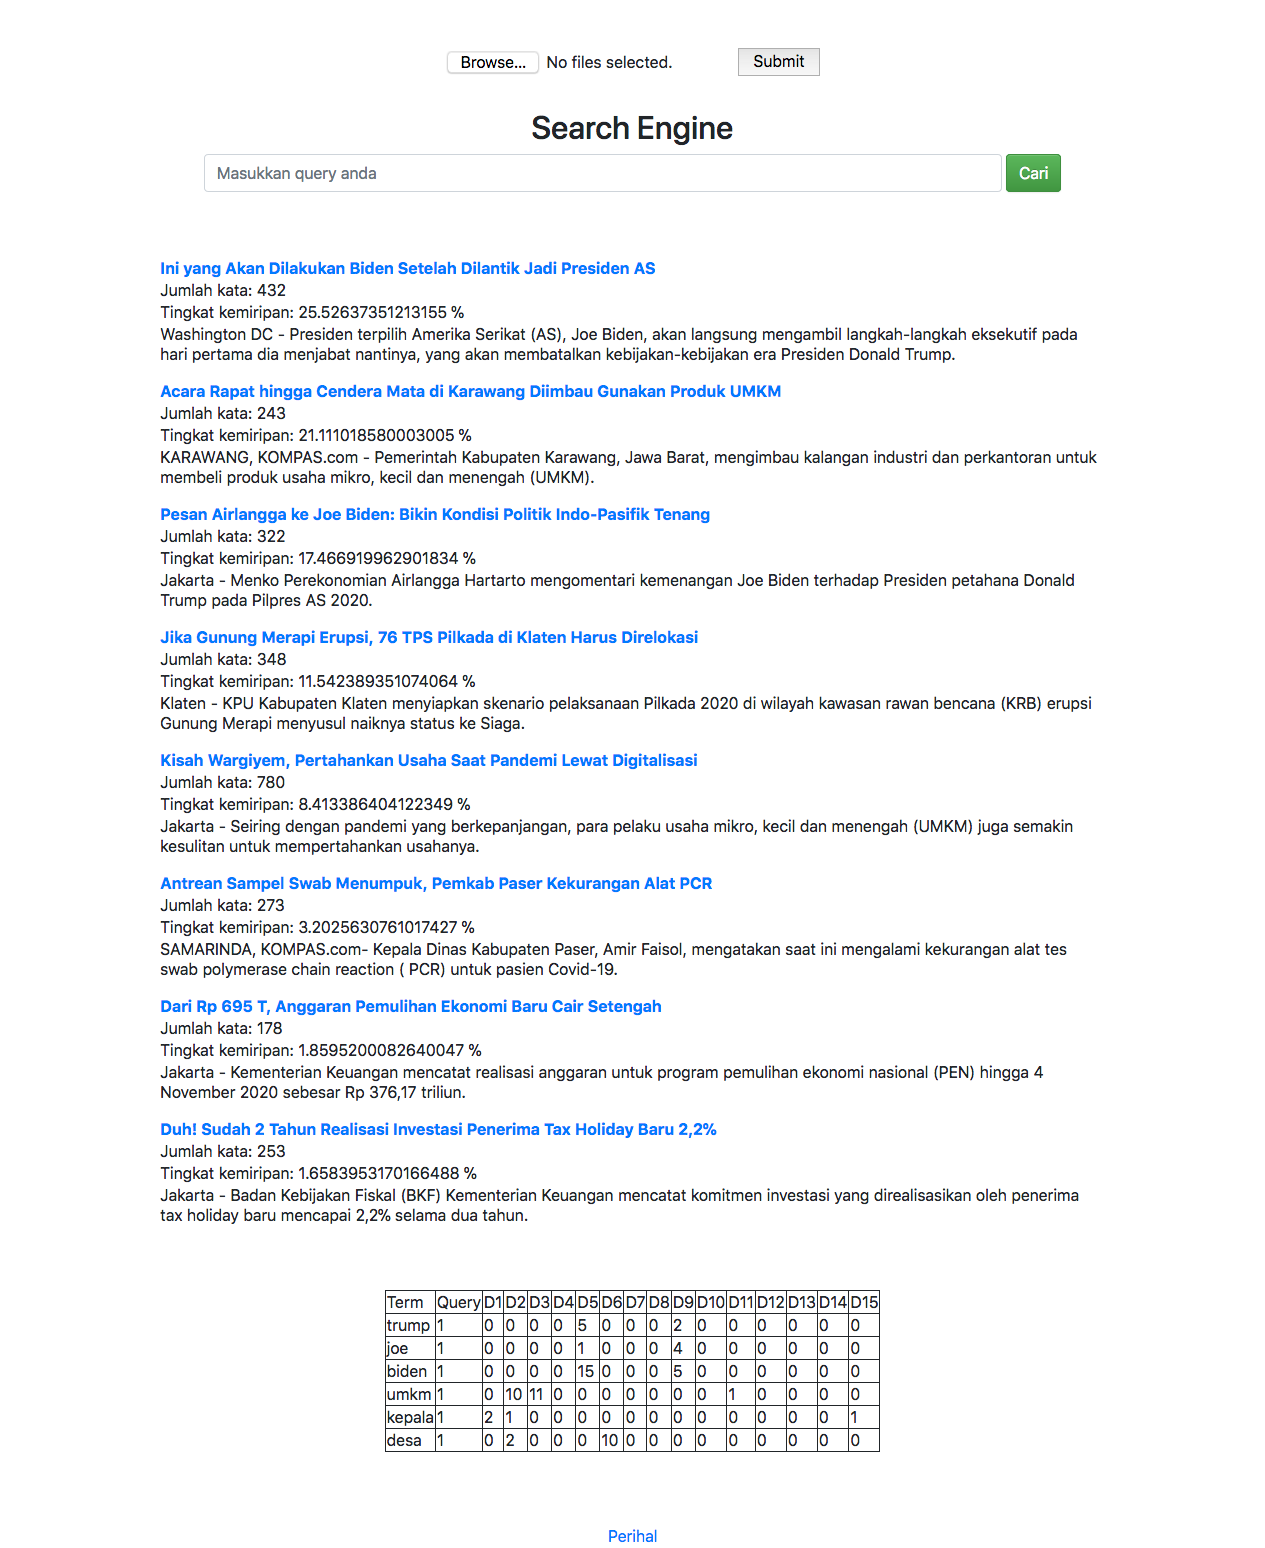 Browse... No files selected. Submit
Search Engine
Masukkan query anda Cari
Ini yang Akan Dilakukan Biden Setelah Dilantik Jadi Presiden AS
Jumlah kata: 432
Tingkat kemiripan: 25.52637351213155 %
Washington DC - Presiden terpilih Amerika Serikat (AS), Joe Biden, akan langsung mengambil langkah-langkah eksekutif pada
hari pertama dia menjabat nantinya, yang akan membatalkan kebijakan-kebijakan era Presiden Donald Trump.
Acara Rapat hingga Cendera Mata di Karawang Diimbau Gunakan Produk UMKM
Jumlah kata: 243
Tingkat kemiripan: 21.111018580003005 %
KARAWANG, KOMPAS.com - Pemerintah Kabupaten Karawang, Jawa Barat, mengimbau kalangan industri dan perkantoran untuk
membeli produk usaha mikro, kecil dan menengah (UMKM).
Pesan Airlangga ke Joe Biden: Bikin Kondisi Politik Indo-Pasifik Tenang
Jumlah kata: 322
Tingkat kemiripan: 17.466919962901834 %
Jakarta - Menko Perekonomian Airlangga Hartarto mengomentari kemenangan Joe Biden terhadap Presiden petahana Donald
Trump pada Pilpres AS 2020.
Jika Gunung Merapi Erupsi, 76 TPS Pilkada di Klaten Harus Direlokasi
Jumlah kata: 348
Tingkat kemiripan: 11.542389351074064 %
Klaten - KPU Kabupaten Klaten menyiapkan skenario pelaksanaan Pilkada 2020 di wilayah kawasan rawan bencana (KRB) erupsi
Gunung Merapi menyusul naiknya status ke Siaga.
Kisah Wargiyem, Pertahankan Usaha Saat Pandemi Lewat Digitalisasi
Jumlah kata: 780
Tingkat kemiripan: 8.413386404122349 %
Jakarta - Seiring dengan pandemi yang berkepanjangan, para pelaku usaha mikro, kecil dan menengah (UMKM) juga semakin
kesulitan untuk mempertahankan usahanya.
Antrean Sampel Swab Menumpuk, Pemkab Paser Kekurangan Alat PCR
Jumlah kata: 273
Tingkat kemiripan: 3.2025630761017427 %
SAMARINDA, KOMPAS.com- Kepala Dinas Kabupaten Paser, Amir Faisol, mengatakan saat ini mengalami kekurangan alat tes
swab polymerase chain reaction ( PCR) untuk pasien Covid-19.
Dari Rp 695 T, Anggaran Pemulihan Ekonomi Baru Cair Setengah
Jumlah kata: 178
Tingkat kemiripan: 1.8595200082640047 %
Jakarta - Kementerian Keuangan mencatat realisasi anggaran untuk program pemulihan ekonomi nasional (PEN) hingga 4
November 2020 sebesar Rp 376,17 triliun.
Duh! Sudah 2 Tahun Realisasi Investasi Penerima Tax Holiday Baru 2,2%
Jumlah kata: 253
Tingkat kemiripan: 1.6583953170166488 %
Jakarta - Badan Kebijakan Fiskal (BKF) Kementerian Keuangan mencatat komitmen investasi yang direalisasikan oleh penerima
tax holiday baru mencapai 2,2% selama dua tahun.
Term Query D1 D2 D3 D4 D5 D6 D7 D8 D9 D10 D11 D12 D13 D14 D15
trump 1 0 0 0 0 5 0 0 0 2 0 0 0 0 0 0
joe 1 0 0 0 0 1 0 0 0 4 0 0 0 0 0 0
biden 1 0 0 0 0 15 0 0 0 5 0 0 0 0 0 0
umkm 1 0 10 11 0 0 0 0 0 0 0 1 0 0 0 0
kepala 1 2 1 0 0 0 0 0 0 0 0 0 0 0 0 1
desa 1 0 2 0 0 0 10 0 0 0 0 0 0 0 0 0
Perihal